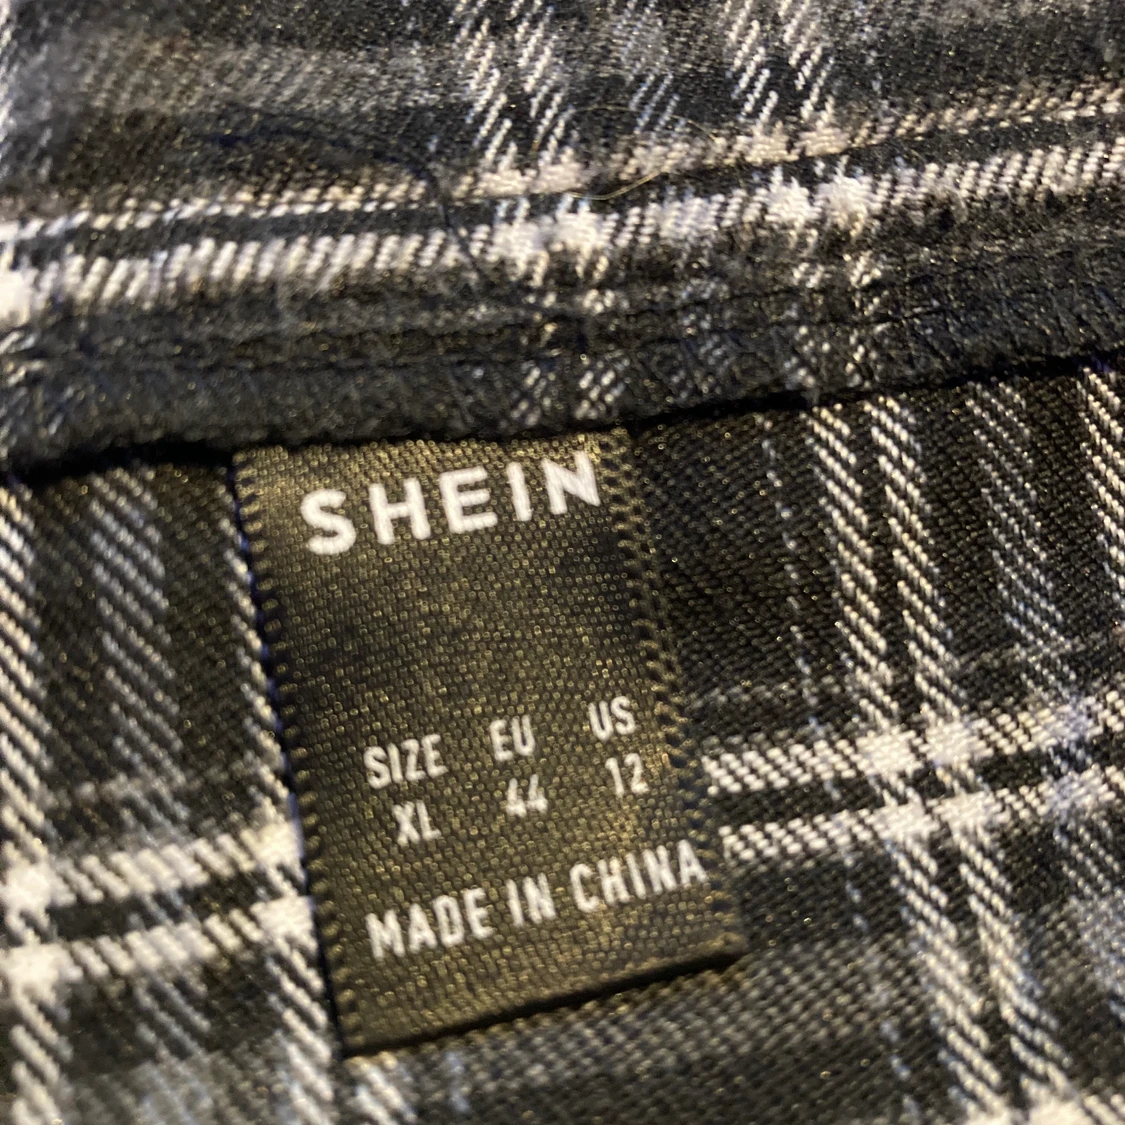 SHEIN
SIZE EU US
XL 44 12
MADE IN CHINA